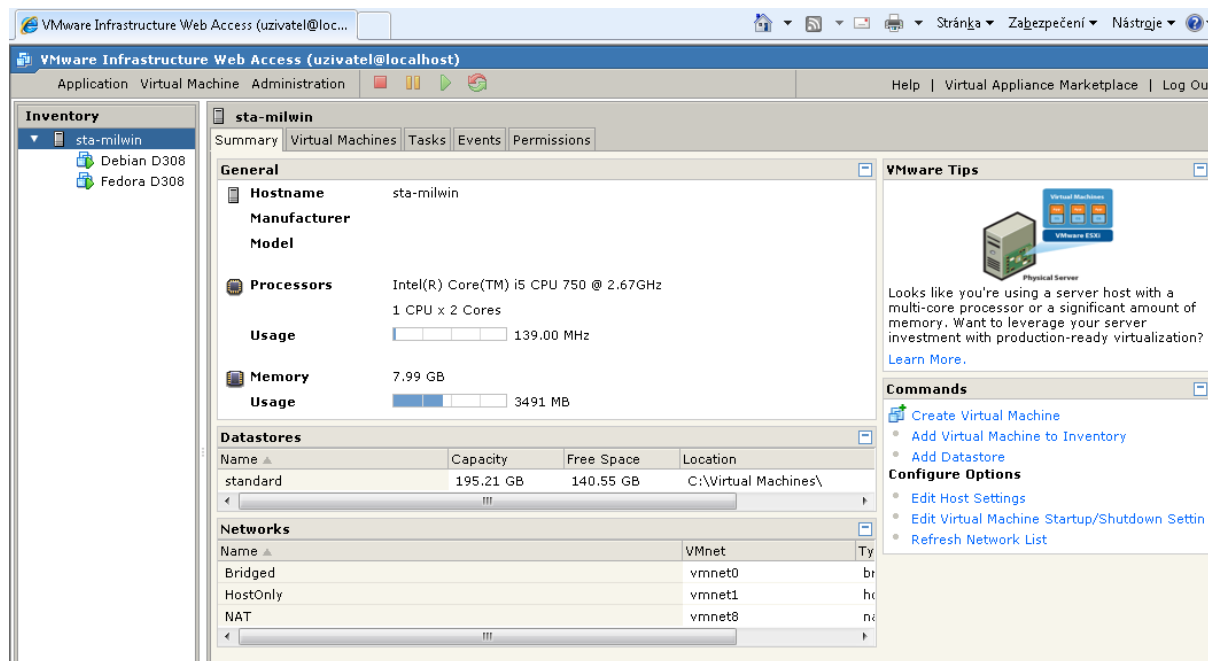 VMware Infrastructure Web Access (uzivatel@loc...
Stránka Zabezpečení Nástroje
VMware Infrastructure Web Access (uzivatel@localhost)
Application Virtual Machine Administration
Help | Virtual Appliance Marketplace | Log Ou
Inventory
sta-milwin
Debian D308
Fedora D308
sta-milwin
Summary Virtual Machines Tasks Events Permissions
General
Hostname sta-milwin
Manufacturer
Model
Processors Intel(R) Core(TM) i5 CPU 750 @ 2.67GHz
1 CPU x 2 Cores
Usage 139.00 MHz
Memory 7.99 GB
Usage 3491 MB
Datastores
Name Capacity Free Space Location
standard 195.21 GB 140.55 GB C:\Virtual Machines\
Networks
Name VMnet Ty
Bridged vmnet0 br
HostOnly vmnet1 ho
NAT vmnet8 na
VMware Tips
Virtual Machines
VMware ESXi
Physical Server
Looks like you're using a server host with a
multi-core processor or a significant amount of
memory. Want to leverage your server
investment with production-ready virtualization?
Learn More.
Commands
Create Virtual Machine
Add Virtual Machine to Inventory
Add Datastore
Configure Options
Edit Host Settings
Edit Virtual Machine Startup/Shutdown Settin
Refresh Network List